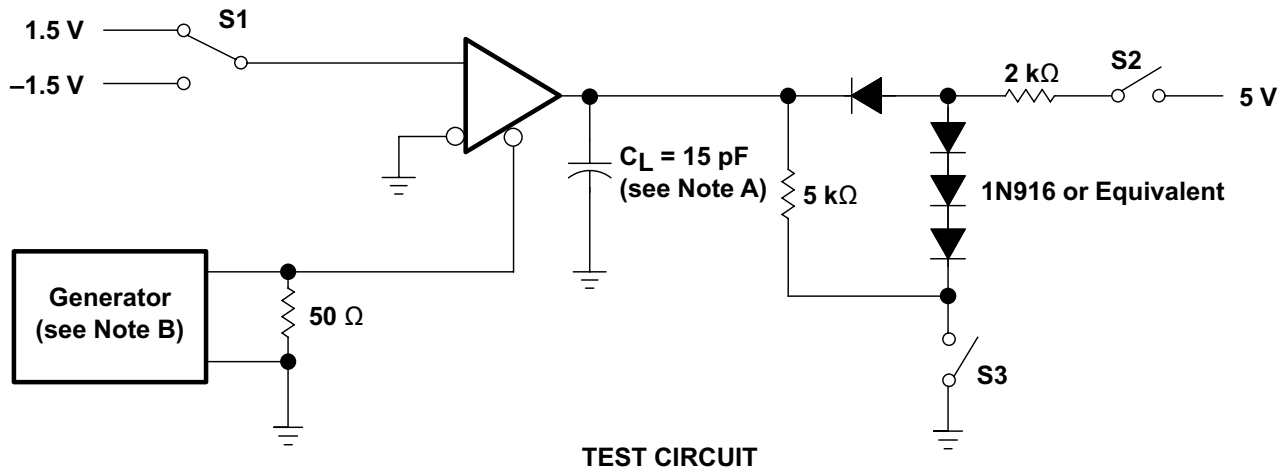 1.5 V
S1
–1.5 V
2 kΩ
S2
5 V
CL = 15 pF
(see Note A)
5 kΩ
1N916 or Equivalent
Generator
(see Note B)
50 Ω
S3
TEST CIRCUIT